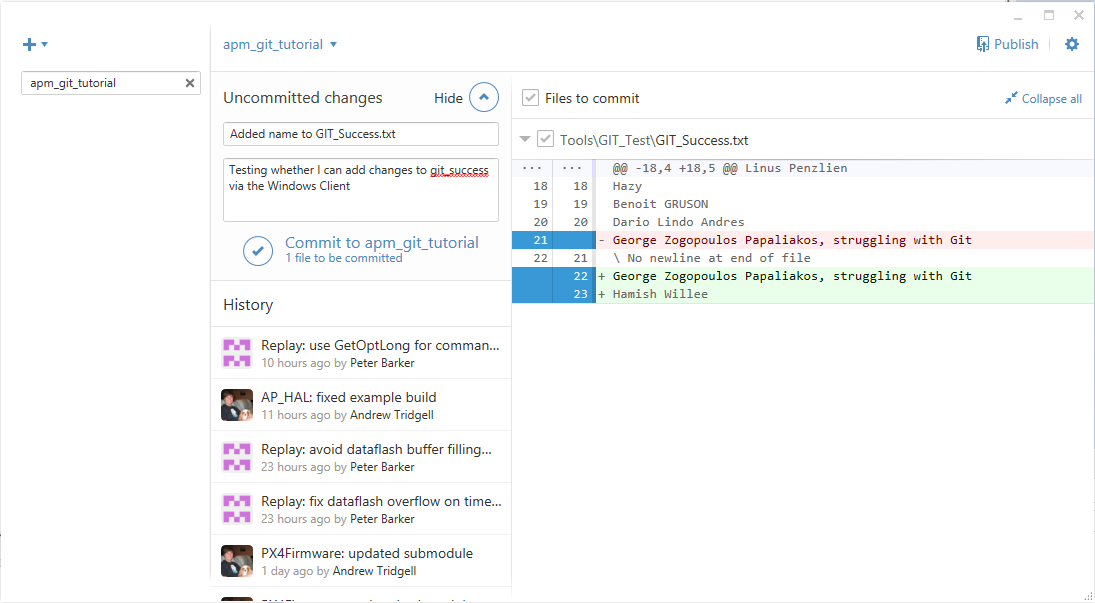 apm_git_tutorial
Publish
apm_git_tutorial
Uncommitted changes
Hide
Added name to GIT_Success.txt
Testing whether I can add changes to git_success
via the Windows Client
Commit to apm_git_tutorial
1 file to be committed
History
Replay: use GetOptLong for comman...
10 hours ago by Peter Barker
AP_HAL: fixed example build
11 hours ago by Andrew Tridgell
Replay: avoid dataflash buffer filling...
23 hours ago by Peter Barker
Replay: fix dataflash overflow on time...
23 hours ago by Peter Barker
PX4Firmware: updated submodule
1 day ago by Andrew Tridgell
Files to commit
Collapse all
Tools\GIT_Test\GIT_Success.txt
... ... @@ -18,4 +18,5 @@ Linus Penzlien
18 18 Hazy
19 19 Benoit GRUSON
20 20 Dario Lindo Andres
21 - George Zogopoulos Papaliakos, struggling with Git
22 21 \ No newline at end of file
22 + George Zogopoulos Papaliakos, struggling with Git
23 + Hamish Willee